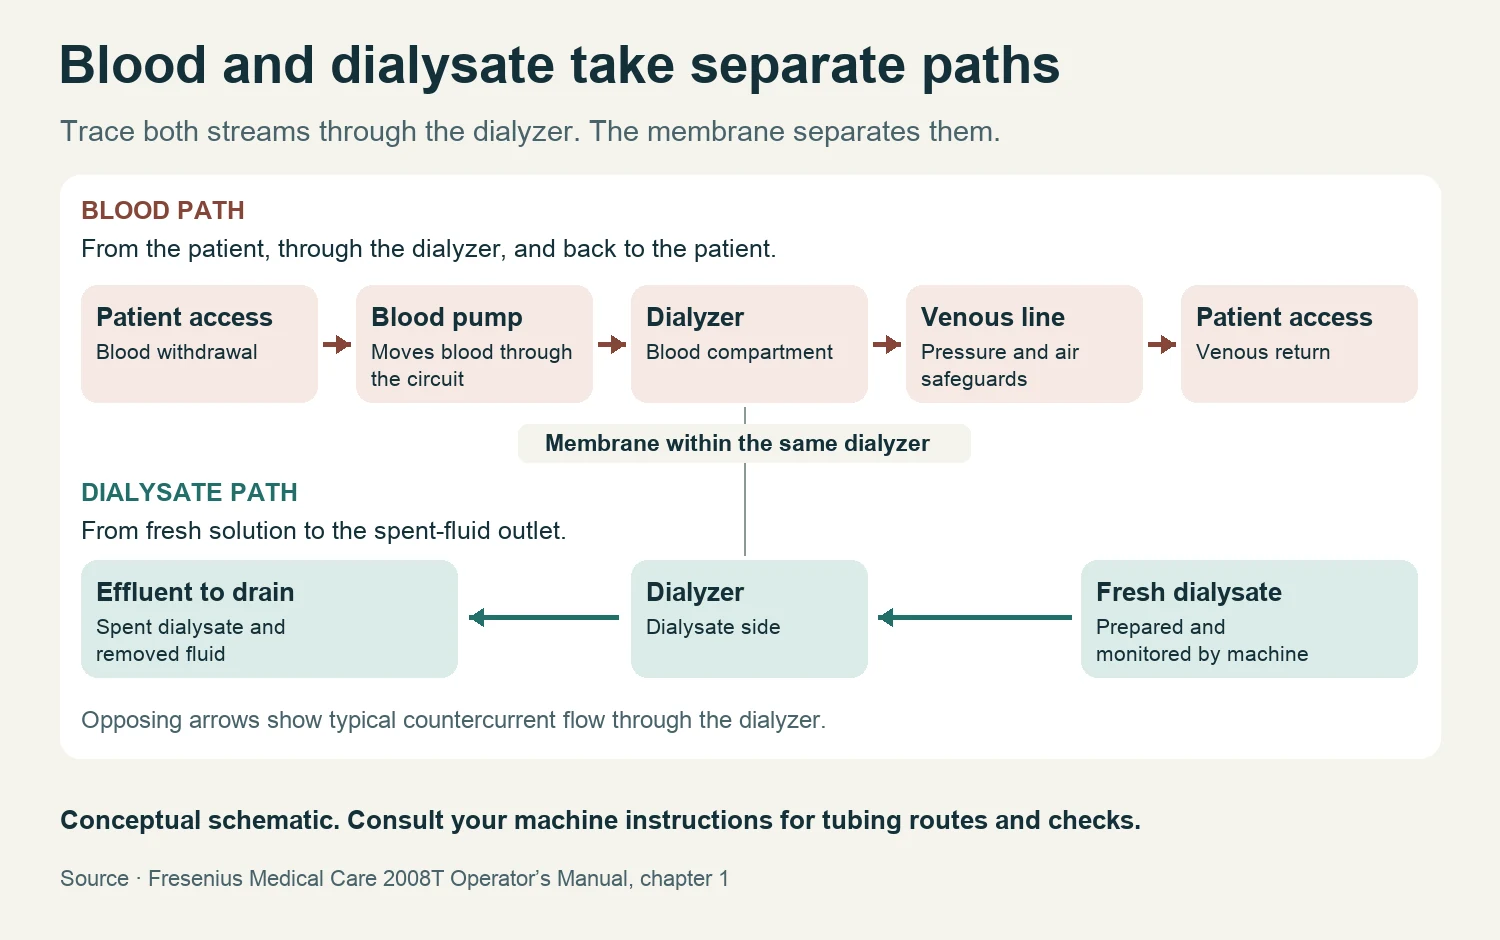 Blood and dialysate take separate paths
Trace both streams through the dialyzer. The membrane separates them.
BLOOD PATH
From the patient, through the dialyzer, and back to the patient.
Patient access
Blood withdrawal
Blood pump
Moves blood through
the circuit
Dialyzer
Blood compartment
Venous line
Pressure and air
safeguards
Patient access
Venous return
Membrane within the same dialyzer
DIALYSATE PATH
From fresh solution to the spent-fluid outlet.
Effluent to drain
Spent dialysate and
removed fluid
Dialyzer
Dialysate side
Fresh dialysate
Prepared and
monitored by machine
Opposing arrows show typical countercurrent flow through the dialyzer.
Conceptual schematic. Consult your machine instructions for tubing routes and checks.
Source · Fresenius Medical Care 2008T Operator’s Manual, chapter 1